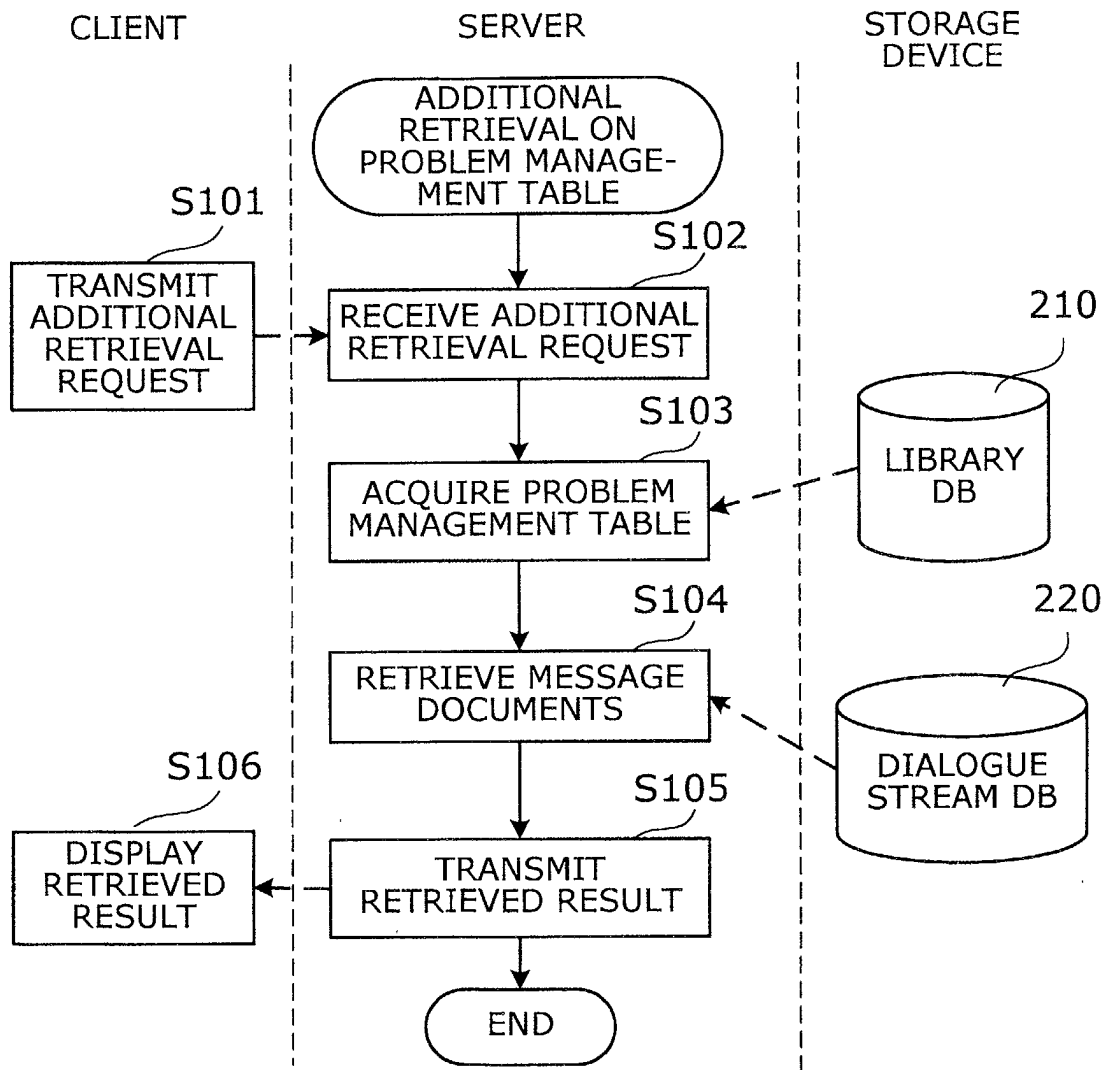 CLIENT
SERVER
STORAGE
DEVICE
ADDITIONAL
RETRIEVAL ON
PROBLEM MANAGE-
MENT TABLE
S101
TRANSMIT
ADDITIONAL
RETRIEVAL
REQUEST
S102
RECEIVE ADDITIONAL
RETRIEVAL REQUEST
S103
ACQUIRE PROBLEM
MANAGEMENT TABLE
210
LIBRARY
DB
S104
RETRIEVE MESSAGE
DOCUMENTS
220
DIALOGUE
STREAM DB
S105
TRANSMIT
RETRIEVED RESULT
S106
DISPLAY
RETRIEVED
RESULT
END